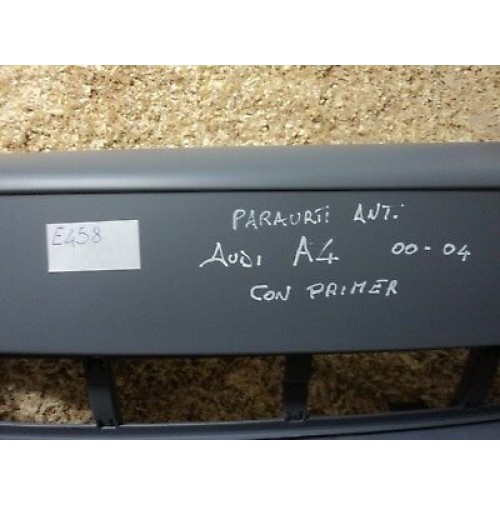 E458
PARAURTI ANT.
AUDI A4 00-04
CON PRIMER